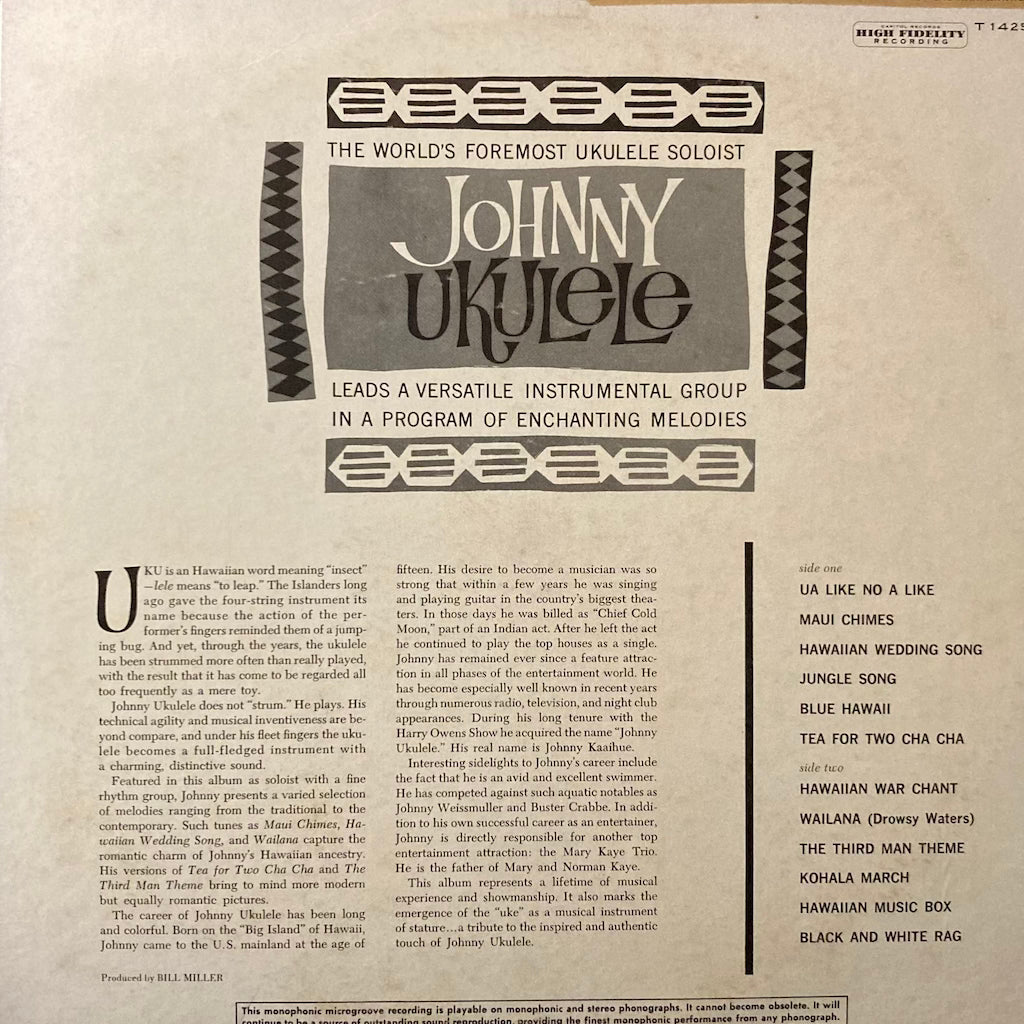 CAPITOL RECORDS
HIGH FIDELITY
RECORDING
T 1425
THE WORLD'S FOREMOST UKULELE SOLOIST
JOHNNY
UKULELE
LEADS A VERSATILE INSTRUMENTAL GROUP
IN A PROGRAM OF ENCHANTING MELODIES
UKU is an Hawaiian word meaning "insect"
—lele means "to leap." The Islanders long
ago gave the four-string instrument its
name because the action of the per-
former's fingers reminded them of a jump-
ing bug. And yet, through the years, the ukulele
has been strummed more often than really played,
with the result that it has come to be regarded all
too frequently as a mere toy.
Johnny Ukulele does not "strum." He plays. His
technical agility and musical inventiveness are be-
yond compare, and under his fleet fingers the uku-
lele becomes a full-fledged instrument with
a charming, distinctive sound.
Featured in this album as soloist with a fine
rhythm group, Johnny presents a varied selection
of melodies ranging from the traditional to the
contemporary. Such tunes as Maui Chimes, Ha-
waiian Wedding Song, and Wailana capture the
romantic charm of Johnny's Hawaiian ancestry.
His versions of Tea for Two Cha Cha and The
Third Man Theme bring to mind more modern
but equally romantic pictures.
The career of Johnny Ukulele has been long
and colorful. Born on the "Big Island" of Hawaii,
Johnny came to the U.S. mainland at the age of
fifteen. His desire to become a musician was so
strong that within a few years he was singing
and playing guitar in the country's biggest thea-
ters. In those days he was billed as "Chief Cold
Moon," part of an Indian act. After he left the act
he continued to play the top houses as a single.
Johnny has remained ever since a feature attrac-
tion in all phases of the entertainment world. He
has become especially well known in recent years
through numerous radio, television, and night club
appearances. During his long tenure with the
Harry Owens Show he acquired the name "Johnny
Ukulele." His real name is Johnny Kaaihue.
Interesting sidelights to Johnny's career include
the fact that he is an avid and excellent swimmer.
He has competed against such aquatic notables as
Johnny Weissmuller and Buster Crabbe. In addi-
tion to his own successful career as an entertainer,
Johnny is directly responsible for another top
entertainment attraction: the Mary Kaye Trio.
He is the father of Mary and Norman Kaye.
This album represents a lifetime of musical
experience and showmanship. It also marks the
emergence of the "uke" as a musical instrument
of stature...a tribute to the inspired and authentic
touch of Johnny Ukulele.
side one
UA LIKE NO A LIKE
MAUI CHIMES
HAWAIIAN WEDDING SONG
JUNGLE SONG
BLUE HAWAII
TEA FOR TWO CHA CHA
side two
HAWAIIAN WAR CHANT
WAILANA (Drowsy Waters)
THE THIRD MAN THEME
KOHALA MARCH
HAWAIIAN MUSIC BOX
BLACK AND WHITE RAG
Produced by BILL MILLER
This monophonic microgroove recording is playable on monophonic and stereo phonographs. It cannot become obsolete. It will
continue to be a source of outstanding sound reproduction, providing the finest monophonic performance from any phonograph.